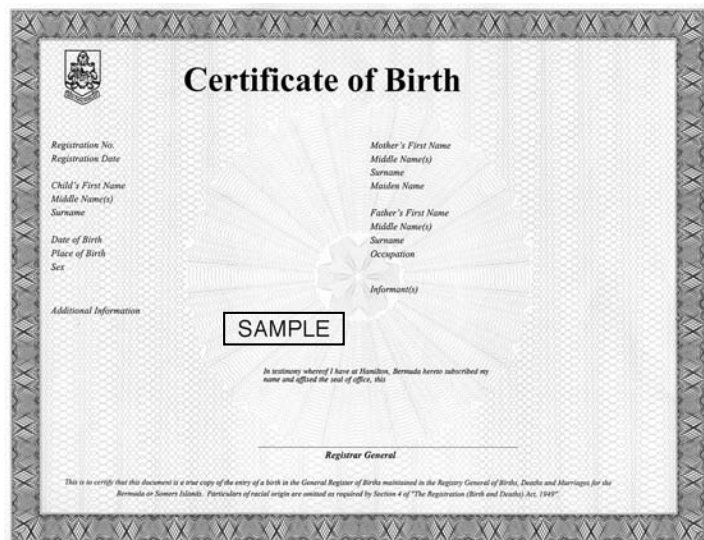 Certificate of Birth
Registration No.
Registration Date
Child's First Name
Middle Name(s)
Surname
Date of Birth
Place of Birth
Sex
Additional Information
Mother's First Name
Middle Name(s)
Surname
Maiden Name
Father's First Name
Middle Name(s)
Surname
Occupation
Informant(s)
SAMPLE
In testimony whereof I have at Hamilton, Bermuda hereto subscribed my
name and affixed the seal of office, this
Registrar General
This is to certify that this document is a true copy of the entry of a birth in the General Register of Births maintained in the Registry General of Births, Deaths and Marriages for the
Bermuda or Somers Islands. Particulars of racial origin are omitted as required by Section 4 of "The Registration (Birth and Deaths) Act, 1949"